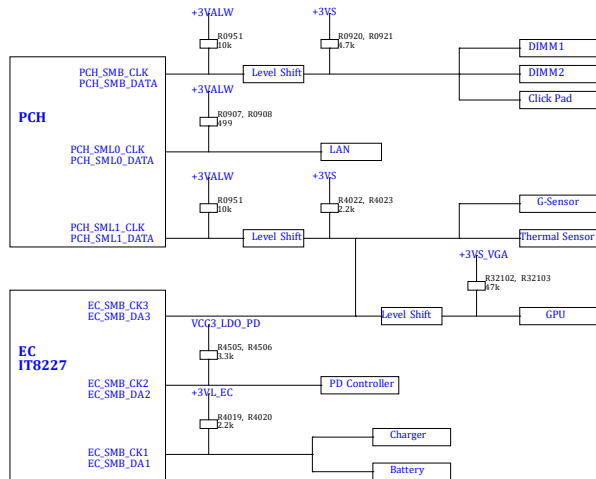 +3VALW
+3VS
R0951
10k
R0920, R0921
4.7k
DIMM1
PCH_SMB_CLK
PCH_SMB_DATA
Level Shift
DIMM2
+3VALW
Click Pad
PCH
R0907, R0908
499
PCH_SML0_CLK
PCH_SML0_DATA
LAN
+3VALW
+3VS
R0951
10k
R4022, R4023
2.2k
G-Sensor
PCH_SML1_CLK
PCH_SML1_DATA
Level Shift
Thermal Sensor
+3VS_VGA
R32102, R32103
47k
EC_SMB_CK3
EC_SMB_DA3
Level Shift
GPU
VCC3_LDO_PD
EC
IT8227
R4505, R4506
3.3k
EC_SMB_CK2
EC_SMB_DA2
PD Controller
+3VL_EC
R4019, R4020
2.2k
Charger
EC_SMB_CK1
EC_SMB_DA1
Battery